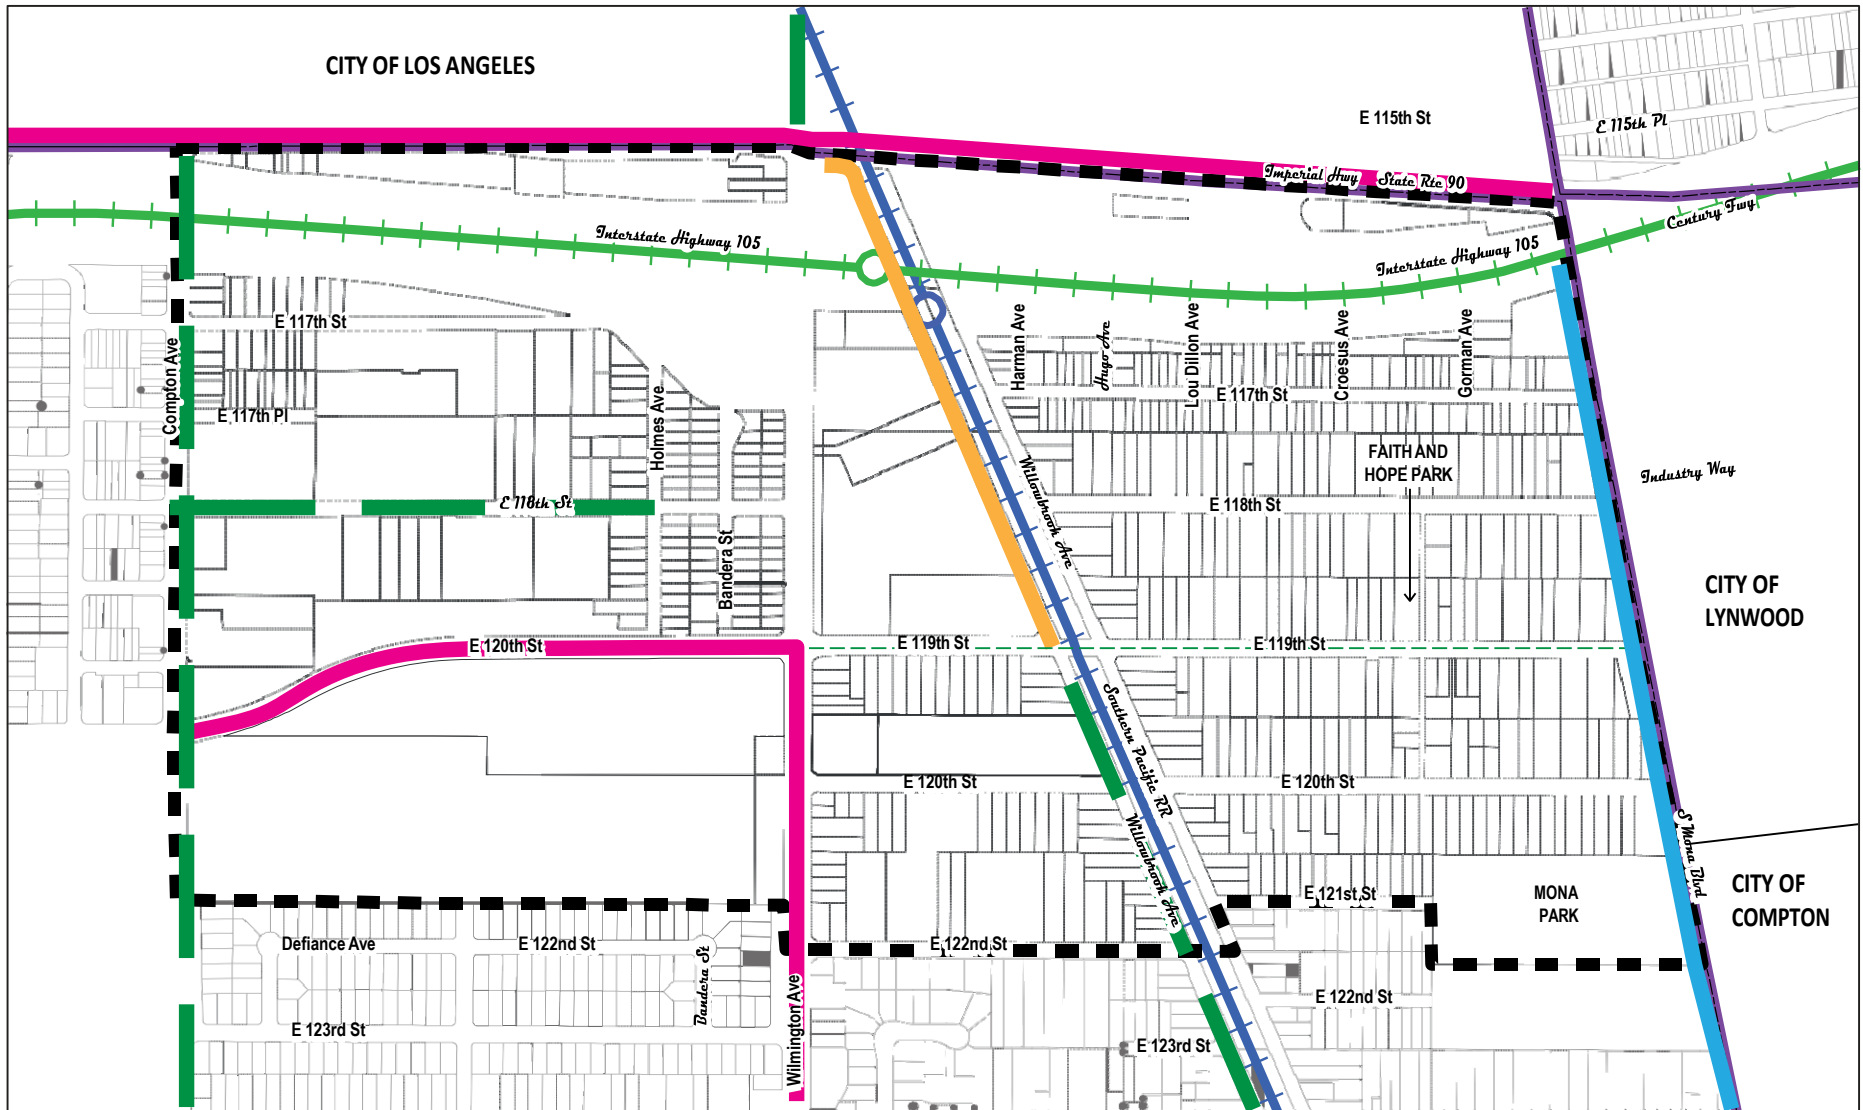 CITY OF LOS ANGELES
E 115th St
E 115th Pl
Imperial Hwy State Rte 90
Century Fwy
Interstate Highway 105
Interstate Highway 105
E 117th St
Compton Ave
E 117th Pl
Holmes Ave
Harman Ave
Hugo Ave
Lou Dillon Ave
Croesus Ave
Gorman Ave
E 117th St
FAITH AND
HOPE PARK
Industry Way
E 118th St
E 118th St
Willowbrook Ave
Bandera St
CITY OF
LYNWOOD
E 120th St
E 119th St
E 119th St
Southern Pacific RR
E 120th St
E 120th St
Willowbrook Ave
S Mona Blvd
E 121st St
MONA
PARK
CITY OF
COMPTON
Defiance Ave
E 122nd St
E 122nd St
Bandera St
E 122nd St
Wilmington Ave
E 123rd St
E 123rd St